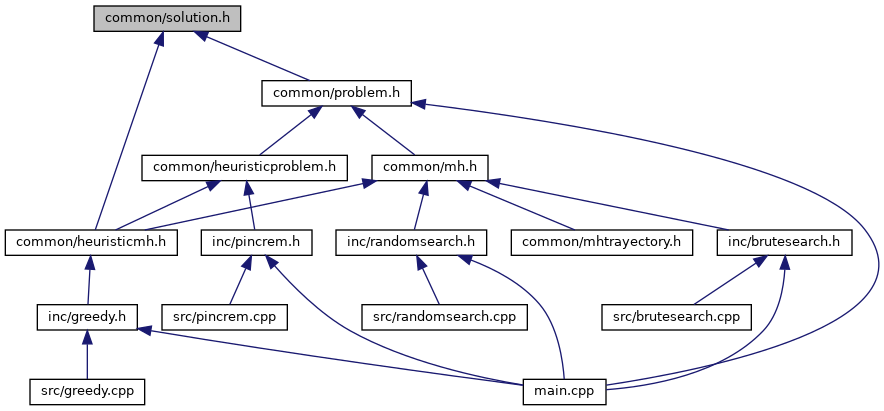 common/solution.h
common/problem.h
common/heuristicproblem.h
common/mh.h
common/heuristicmh.h
inc/pincrem.h
inc/randomsearch.h
common/mhtrayectory.h
inc/brutesearch.h
inc/greedy.h
src/pincrem.cpp
src/randomsearch.cpp
src/brutesearch.cpp
src/greedy.cpp
main.cpp